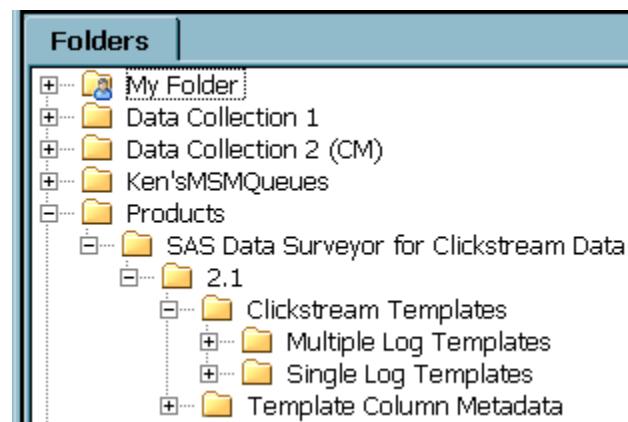 Folders
My Folder
Data Collection 1
Data Collection 2 (CM)
Ken'sMSMQueues
Products
SAS Data Surveyor for Clickstream Data
2.1
Clickstream Templates
Multiple Log Templates
Single Log Templates
Template Column Metadata